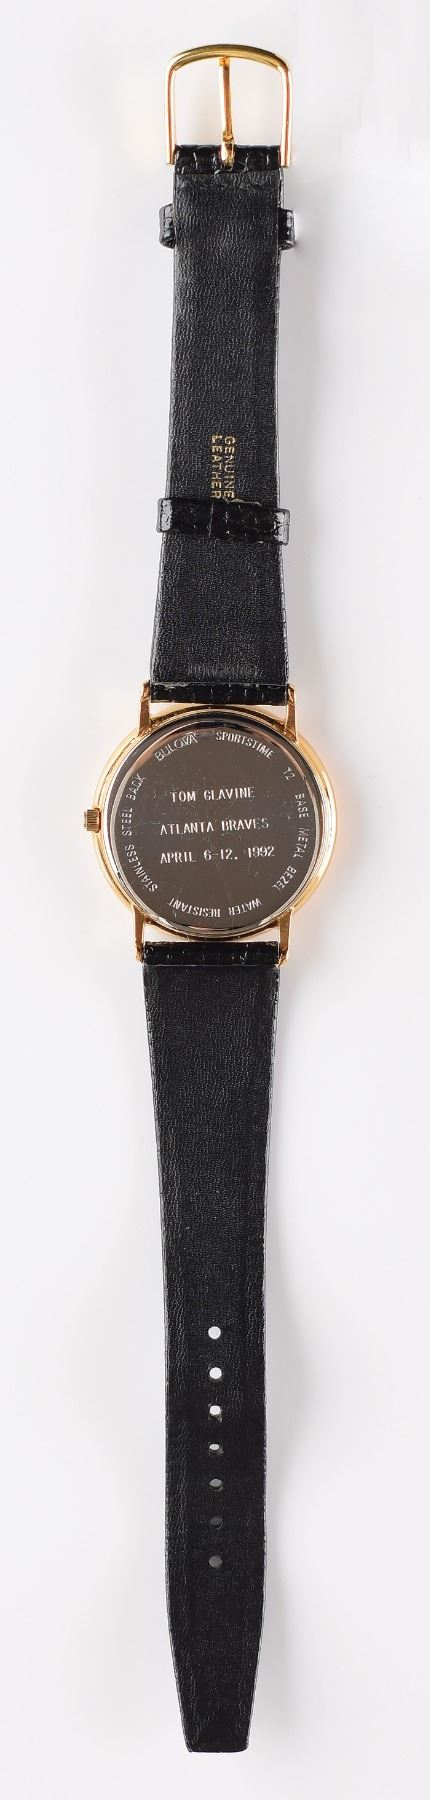 GENUINE
LEATHER
BULOVA SPORTSTIME Y2 BASE METAL BEZEL WATER RESISTANT STAINLESS STEEL BACK
TOM GLAVINE
ATLANTA BRAVES
APRIL 6-12, 1992